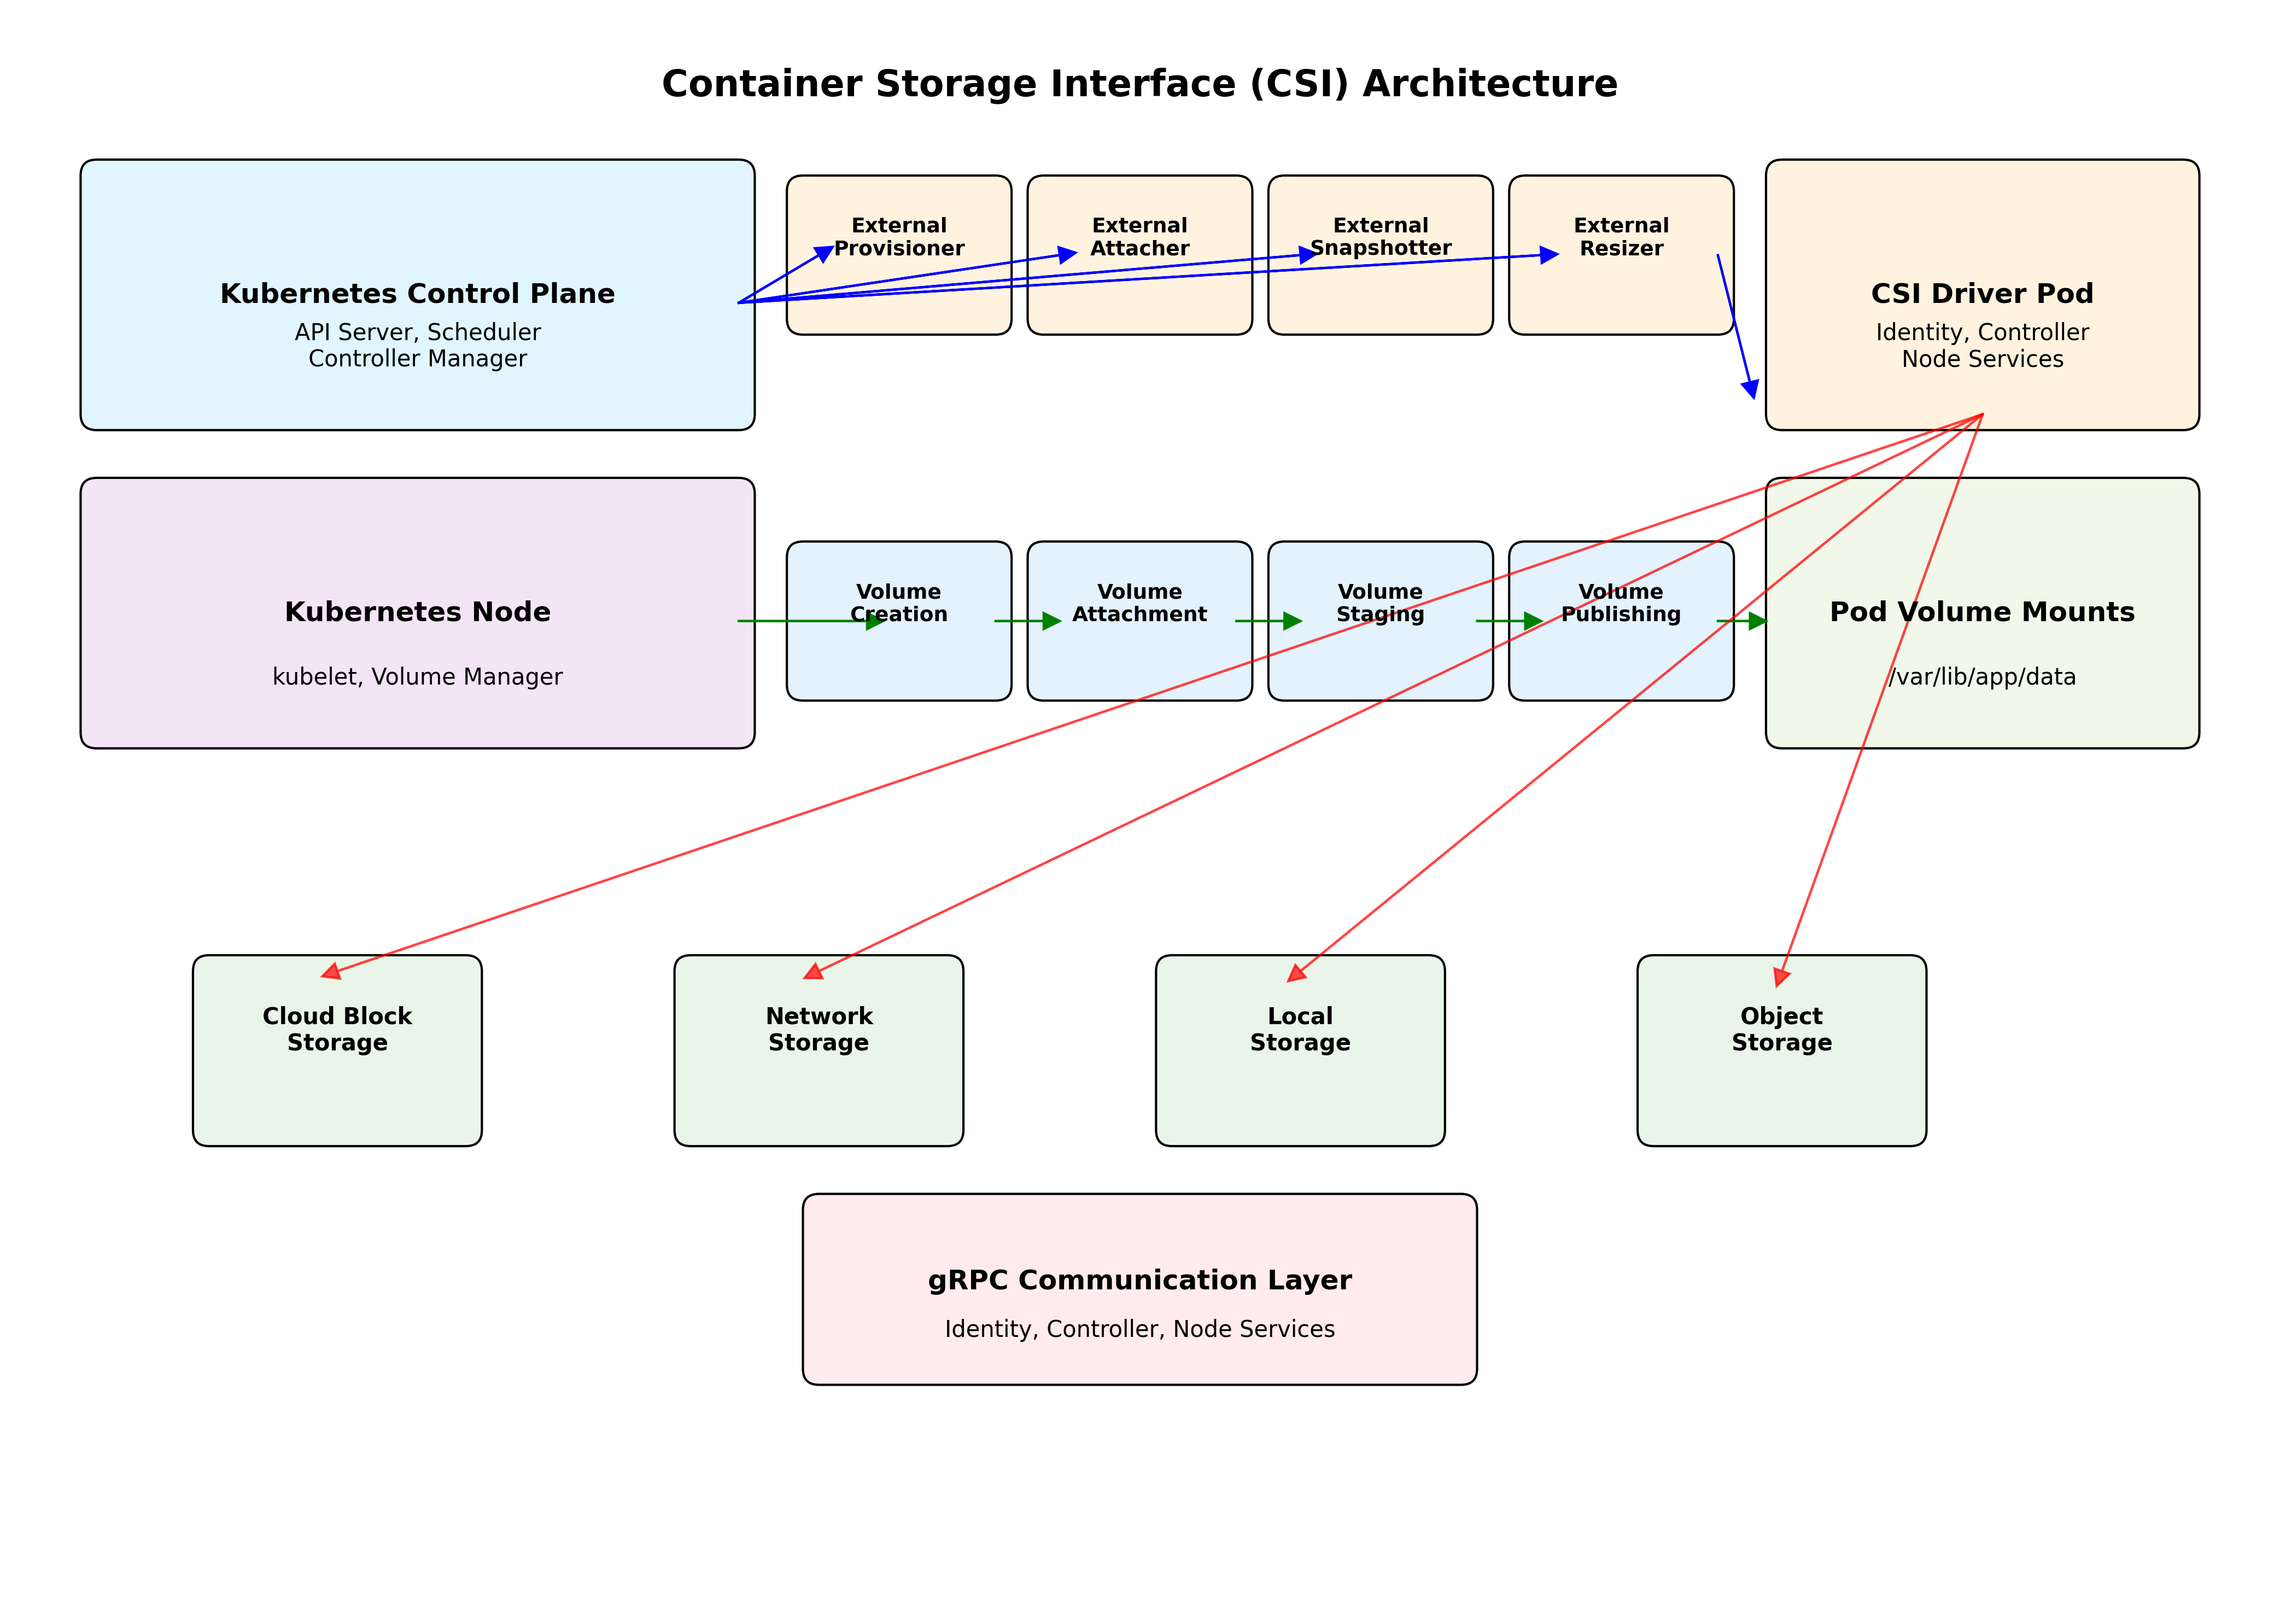 Container Storage Interface (CSI) Architecture
Kubernetes Control Plane
API Server, Scheduler
Controller Manager
External
Provisioner
External
Attacher
External
Snapshotter
External
Resizer
CSI Driver Pod
Identity, Controller
Node Services
Kubernetes Node
kubelet, Volume Manager
Volume
Creation
Volume
Attachment
Volume
Staging
Volume
Publishing
Pod Volume Mounts
/var/lib/app/data
Cloud Block
Storage
Network
Storage
Local
Storage
Object
Storage
gRPC Communication Layer
Identity, Controller, Node Services